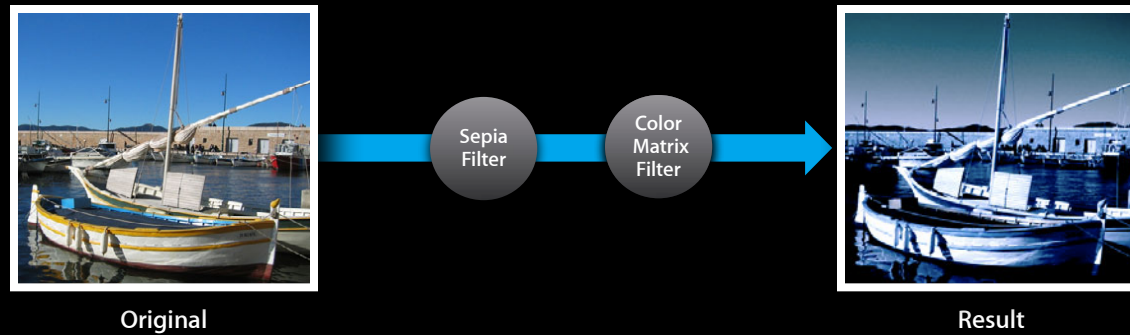 Sepia
Filter
Color
Matrix
Filter
Original
Result